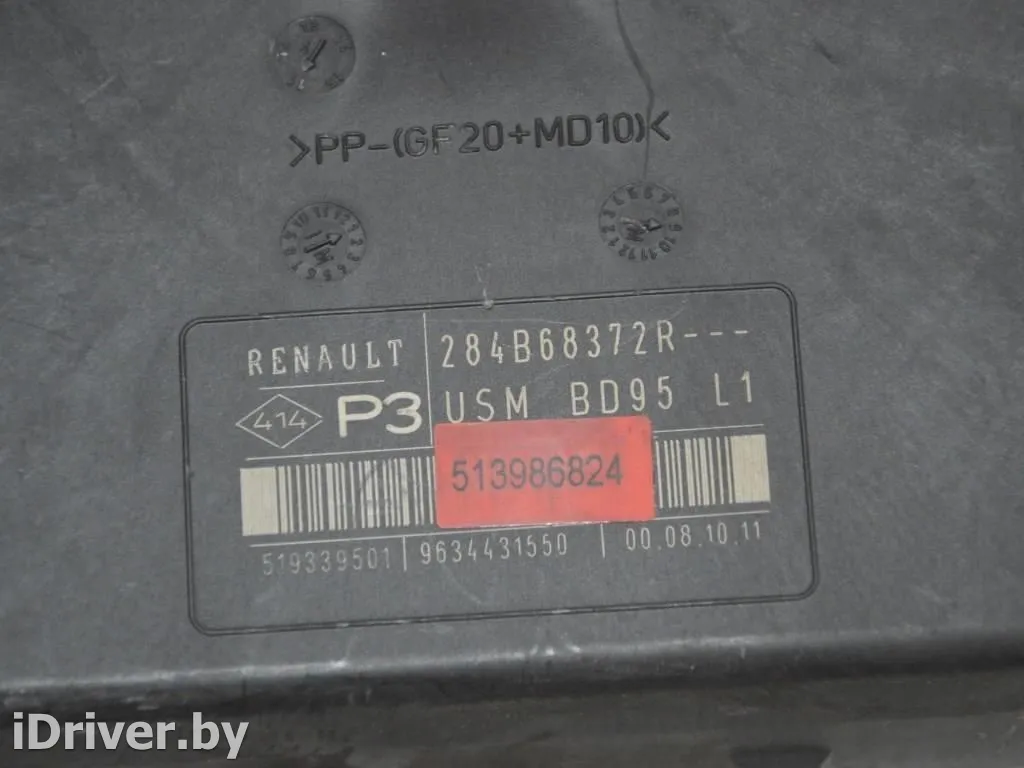 >PP-(GF20+MD10)<
RENAULT
284B68372R---
414
P3
USM BD95 L1
513986824
519339501 | 9634431550 | 00.08.10.11
iDriver.by